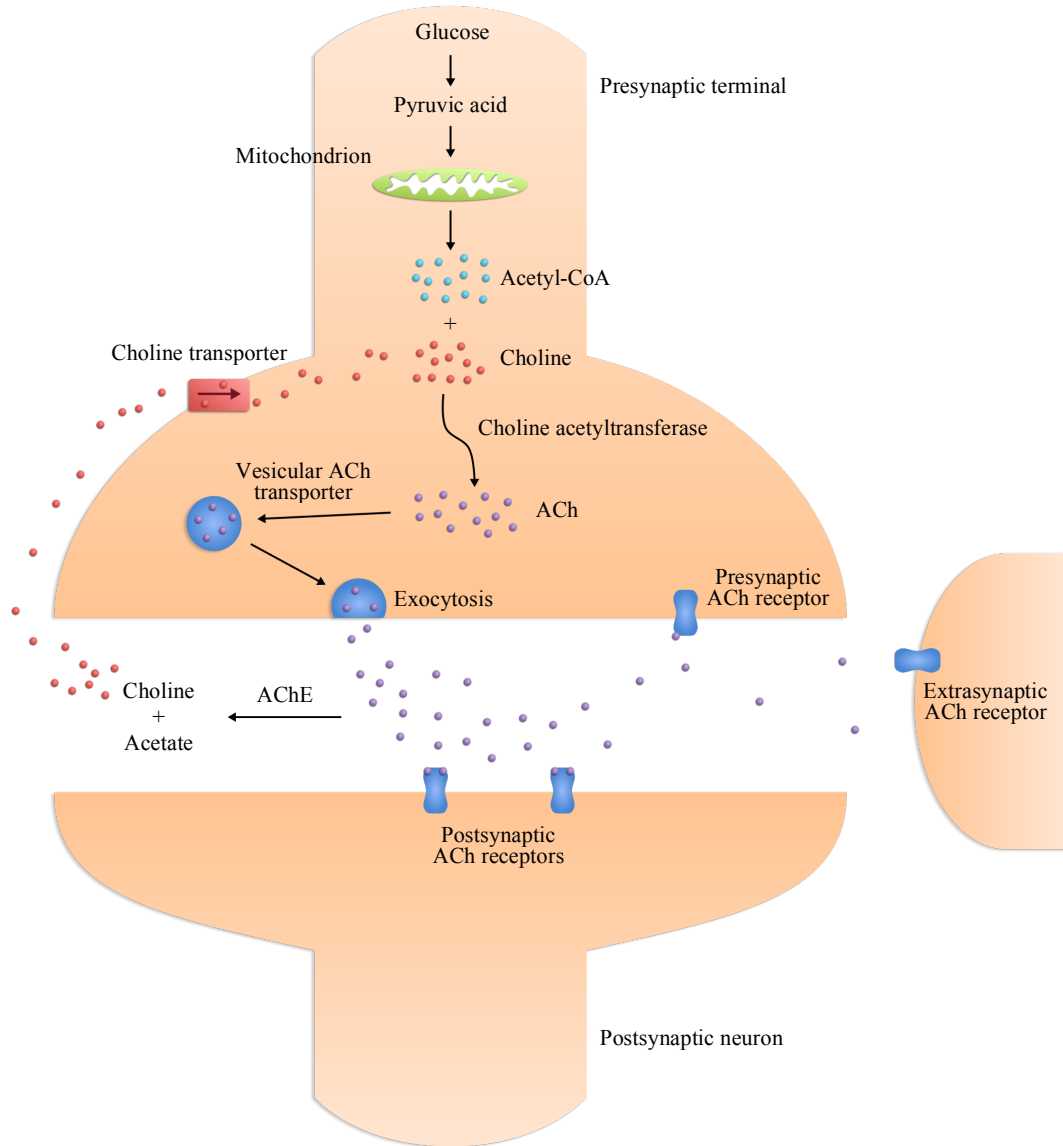 Glucose
Presynaptic terminal
Pyruvic acid
Mitochondrion
Acetyl-CoA
+
Choline transporter
Choline
Choline acetyltransferase
Vesicular ACh
transporter
ACh
Exocytosis
Presynaptic
ACh receptor
Choline
+
Acetate
AChE
Extrasynaptic
ACh receptor
Postsynaptic
ACh receptors
Postsynaptic neuron